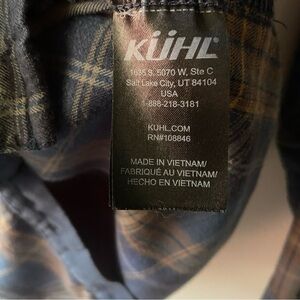 KÜHL
1635 S. 5070 W, Ste C
Salt Lake City, UT 84104
USA
1-888-218-3181
KUHL.COM
RN#108846
MADE IN VIETNAM/
FABRIQUÉ AU VIETNAM/
HECHO EN VIETNAM